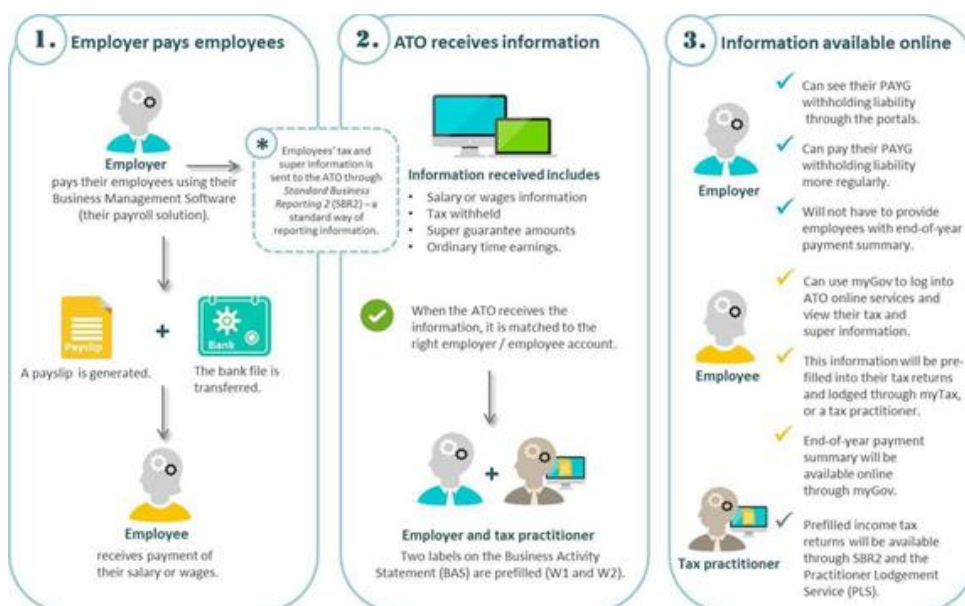 1. Employer pays employees
Employer
pays their employees using their
Business Management Software
(their payroll solution).
*
Employees' tax and
super information is
sent to the ATO through
Standard Business
Reporting 2 (SBR2) – a
standard way of
reporting information.
Payslip
+
Bank
A payslip is generated.
The bank file is
transferred.
Employee
receives payment of
their salary or wages.
2. ATO receives information
Information received includes
• Salary or wages information
• Tax withheld
• Super guarantee amounts
• Ordinary time earnings.
When the ATO receives the
information, it is matched to the
right employer / employee account.
+
Employer and tax practitioner
Two labels on the Business Activity
Statement (BAS) are prefilled (W1 and W2).
3. Information available online
Employer
Can see their PAYG
withholding liability
through the portals.
Can pay their PAYG
withholding liability
more regularly.
Will not have to provide
employees with end-of-year
payment summary.
Employee
Can use myGov to log into
ATO online services and
view their tax and
super information.
This information will be pre-
filled into their tax returns
and lodged through myTax,
or a tax practitioner.
End-of-year payment
summary will be
available online
through myGov.
Tax practitioner
Prefilled income tax
returns will be available
through SBR2 and the
Practitioner Lodgement
Service (PLS).